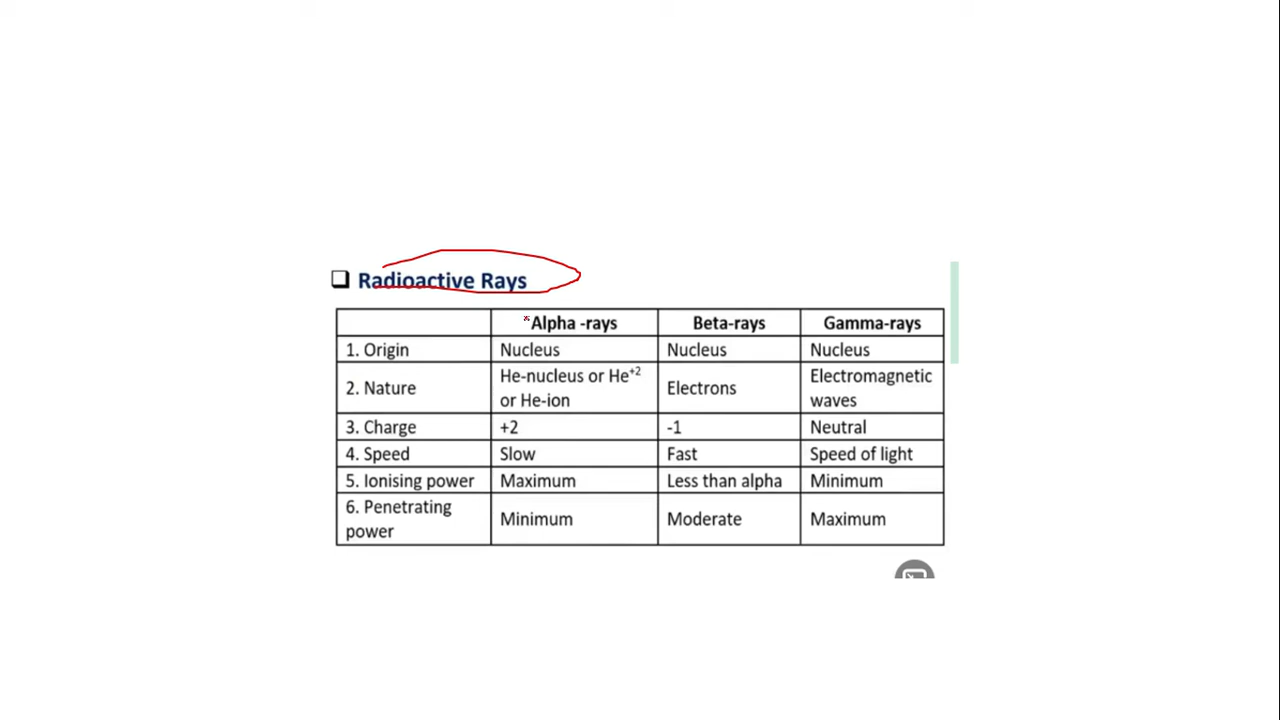 ❑ Radioactive Rays
Alpha -rays Beta-rays Gamma-rays
1. Origin Nucleus Nucleus Nucleus
2. Nature He-nucleus or He+2 or He-ion Electrons Electromagnetic waves
3. Charge +2 -1 Neutral
4. Speed Slow Fast Speed of light
5. Ionising power Maximum Less than alpha Minimum
6. Penetrating power Minimum Moderate Maximum